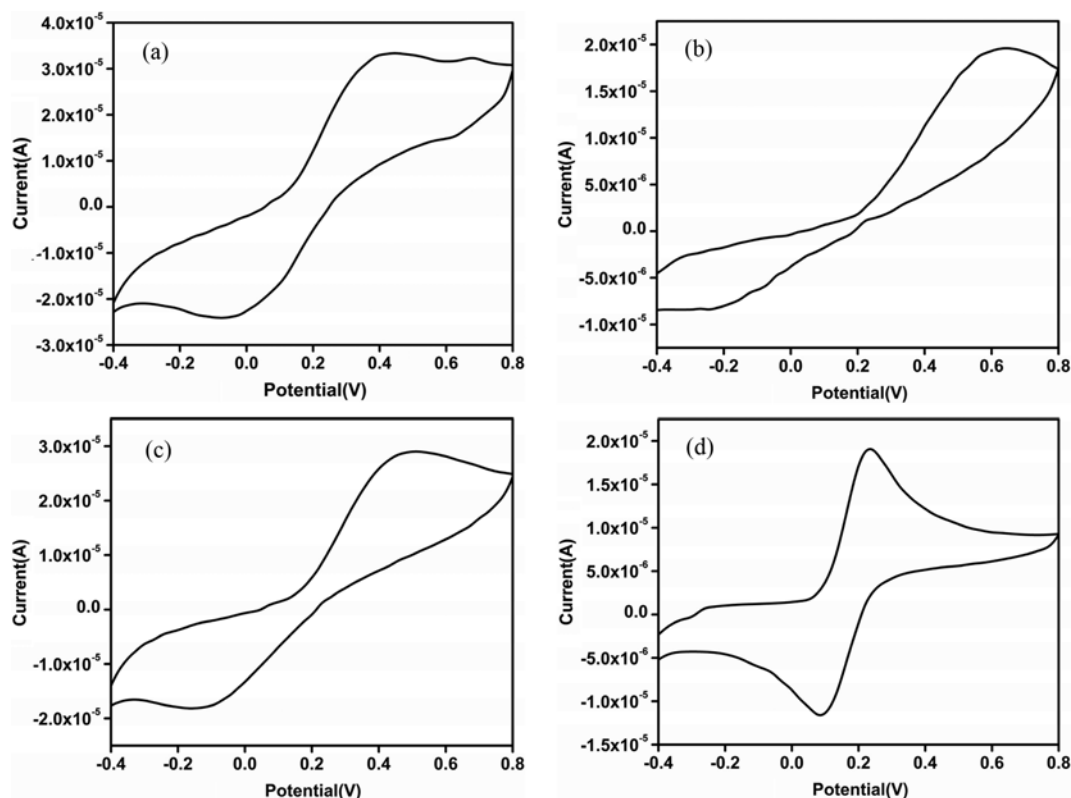 (a)
Current(A)
4.0x10⁻⁵
3.0x10⁻⁵
2.0x10⁻⁵
1.0x10⁻⁵
0.0
-1.0x10⁻⁵
-2.0x10⁻⁵
-3.0x10⁻⁵
-0.4 -0.2 0.0 0.2 0.4 0.6 0.8
Potential(V)
(b)
Current(A)
2.0x10⁻⁵
1.5x10⁻⁵
1.0x10⁻⁵
5.0x10⁻⁶
0.0
-5.0x10⁻⁶
-1.0x10⁻⁵
-0.4 -0.2 0.0 0.2 0.4 0.6 0.8
Potential(V)
(c)
Current(A)
3.0x10⁻⁵
2.0x10⁻⁵
1.0x10⁻⁵
0.0
-1.0x10⁻⁵
-2.0x10⁻⁵
-0.4 -0.2 0.0 0.2 0.4 0.6 0.8
Potential(V)
(d)
Current(A)
2.0x10⁻⁵
1.5x10⁻⁵
1.0x10⁻⁵
5.0x10⁻⁶
0.0
-5.0x10⁻⁶
-1.0x10⁻⁵
-1.5x10⁻⁵
-0.4 -0.2 0.0 0.2 0.4 0.6 0.8
Potential(V)